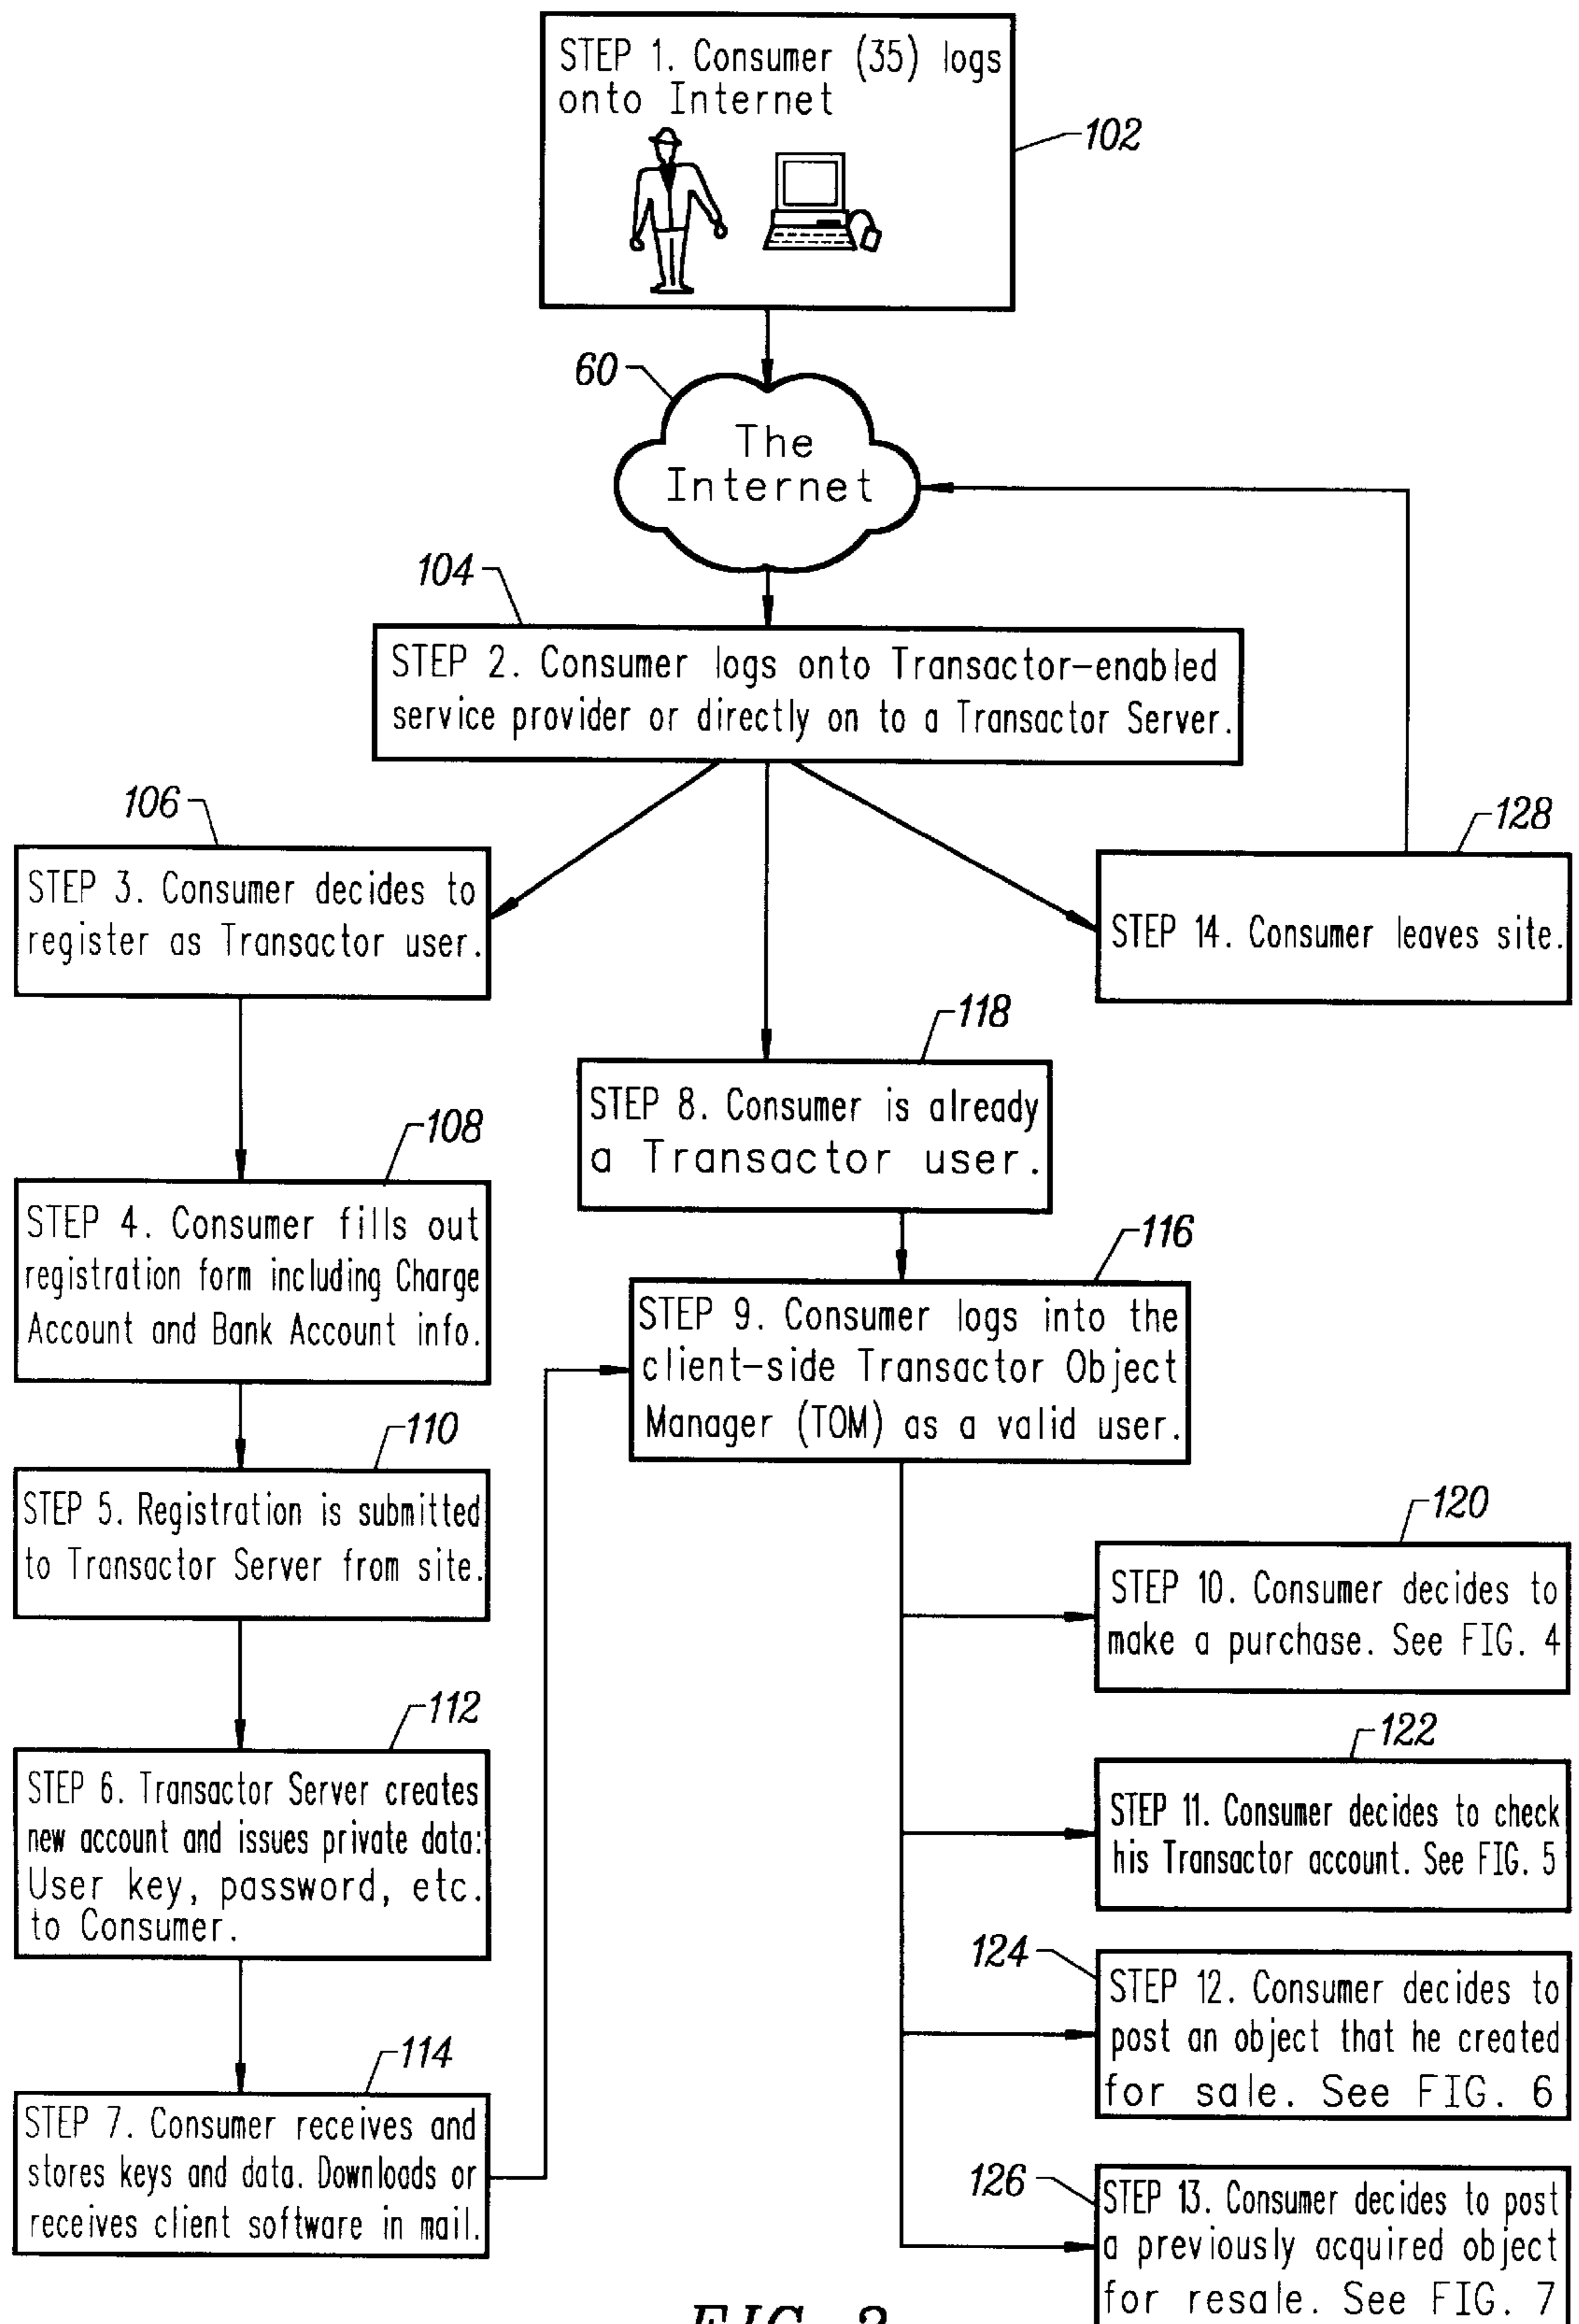 STEP 1. Consumer (35) logs
onto Internet
102
60
The
Internet
104
STEP 2. Consumer logs onto Transactor-enabled
service provider or directly on to a Transactor Server.
106
STEP 3. Consumer decides to
register as Transactor user.
128
STEP 14. Consumer leaves site.
118
STEP 8. Consumer is already
a Transactor user.
108
STEP 4. Consumer fills out
registration form including Charge
Account and Bank Account info.
116
STEP 9. Consumer logs into the
client-side Transactor Object
Manager (TOM) as a valid user.
110
STEP 5. Registration is submitted
to Transactor Server from site.
120
STEP 10. Consumer decides to
make a purchase. See FIG. 4
112
STEP 6. Transactor Server creates
new account and issues private data:
User key, password, etc.
to Consumer.
122
STEP 11. Consumer decides to check
his Transactor account. See FIG. 5
124
STEP 12. Consumer decides to
post an object that he created
for sale. See FIG. 6
114
STEP 7. Consumer receives and
stores keys and data. Downloads or
receives client software in mail.
126
STEP 13. Consumer decides to post
a previously acquired object
for resale. See FIG. 7